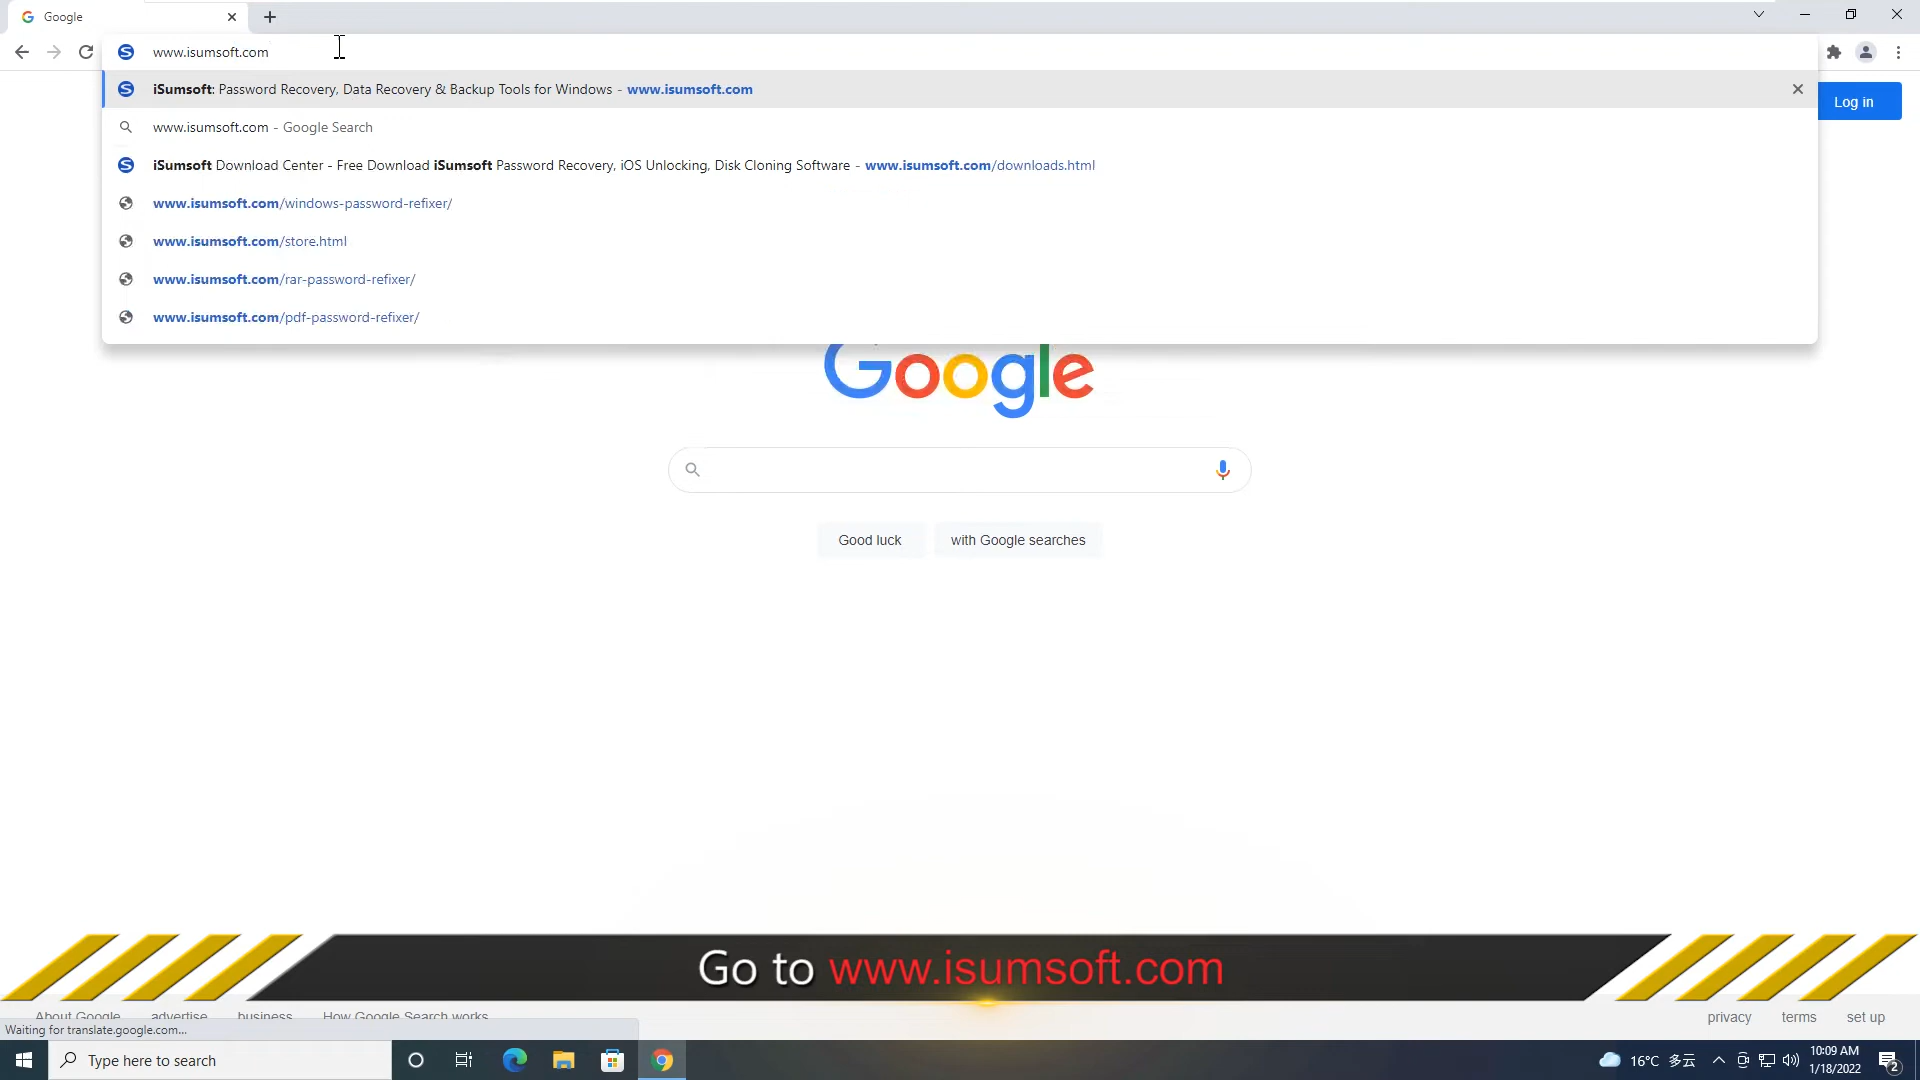 Google
www.isumsoft.com
iSumsoft: Password Recovery, Data Recovery & Backup Tools for Windows - www.isumsoft.com
www.isumsoft.com - Google Search
iSumsoft Download Center - Free Download iSumsoft Password Recovery, iOS Unlocking, Disk Cloning Software - www.isumsoft.com/downloads.html
www.isumsoft.com/windows-password-refixer/
www.isumsoft.com/store.html
www.isumsoft.com/rar-password-refixer/
www.isumsoft.com/pdf-password-refixer/
Log in
Google
Good luck
with Google searches
Go to www.isumsoft.com
About Google advertise business How Google Search works
privacy terms set up
Waiting for translate.google.com...
Type here to search
16°C 多云
10:09 AM
1/18/2022
2